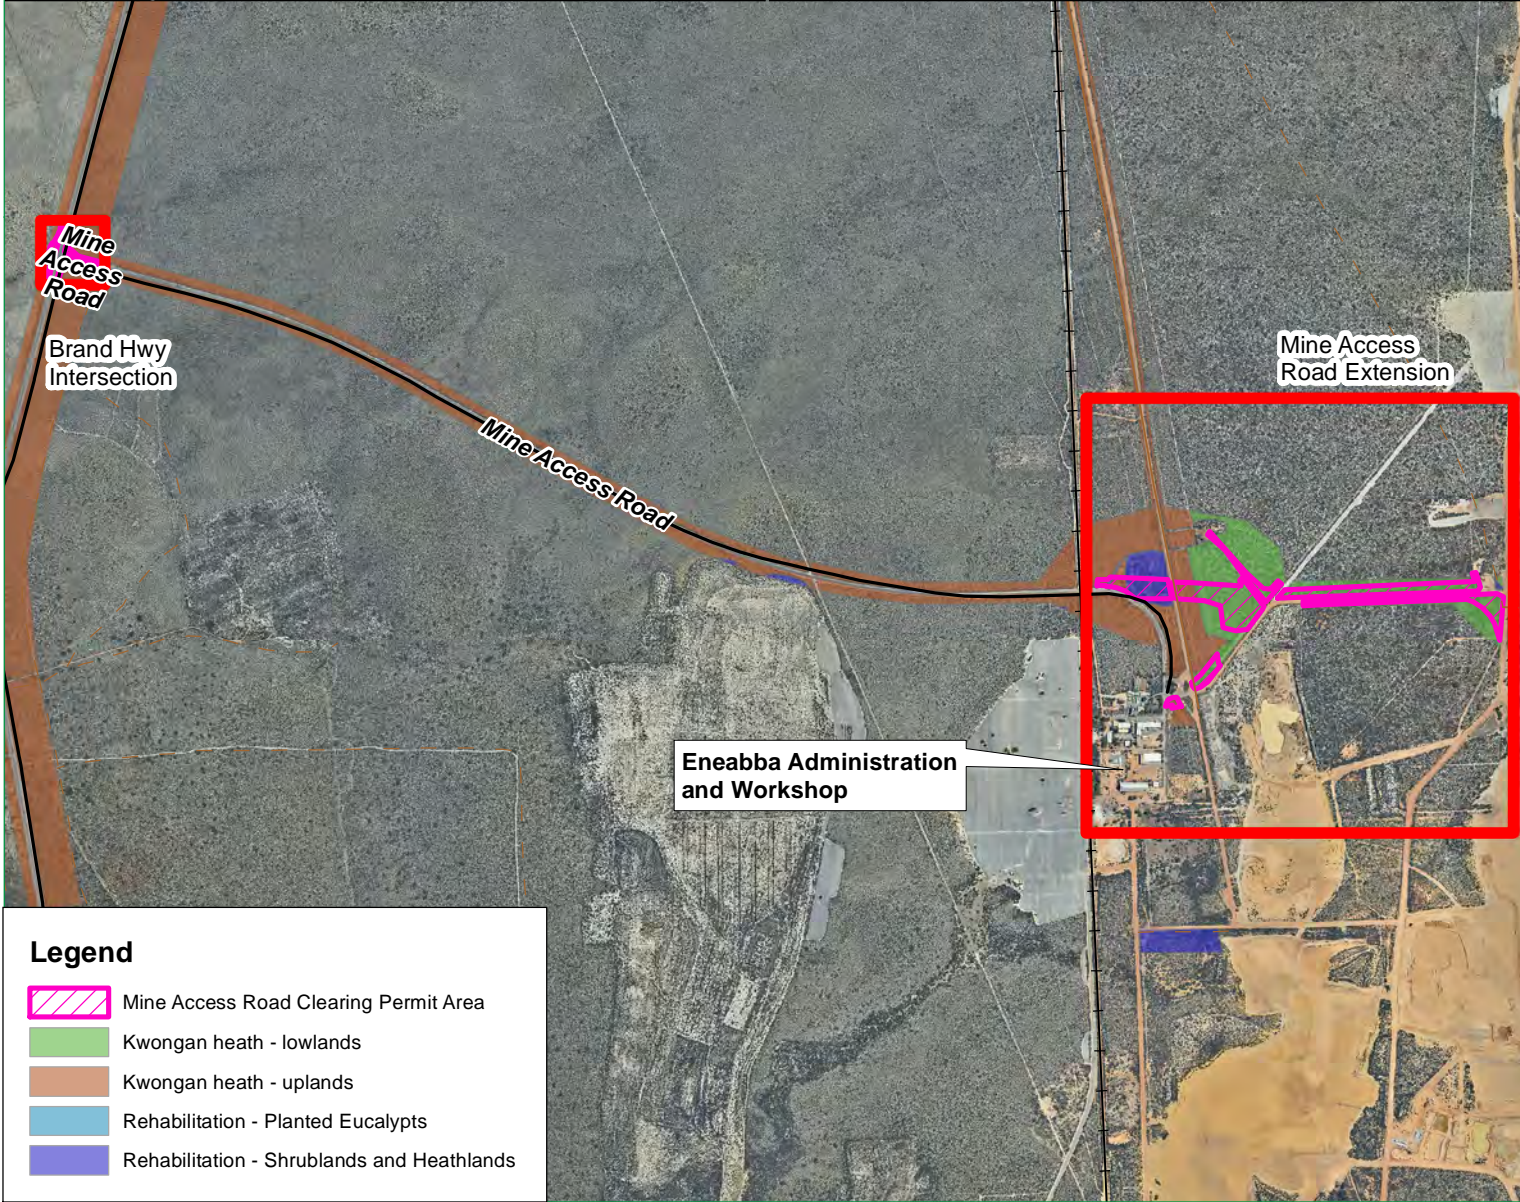 Mine
Access
Road
Brand Hwy
Intersection
Mine Access
Road Extension
Mine Access Road
Eneabba Administration
and Workshop
Legend
Mine Access Road Clearing Permit Area
Kwongan heath - lowlands
Kwongan heath - uplands
Rehabilitation - Planted Eucalypts
Rehabilitation - Shrublands and Heathlands